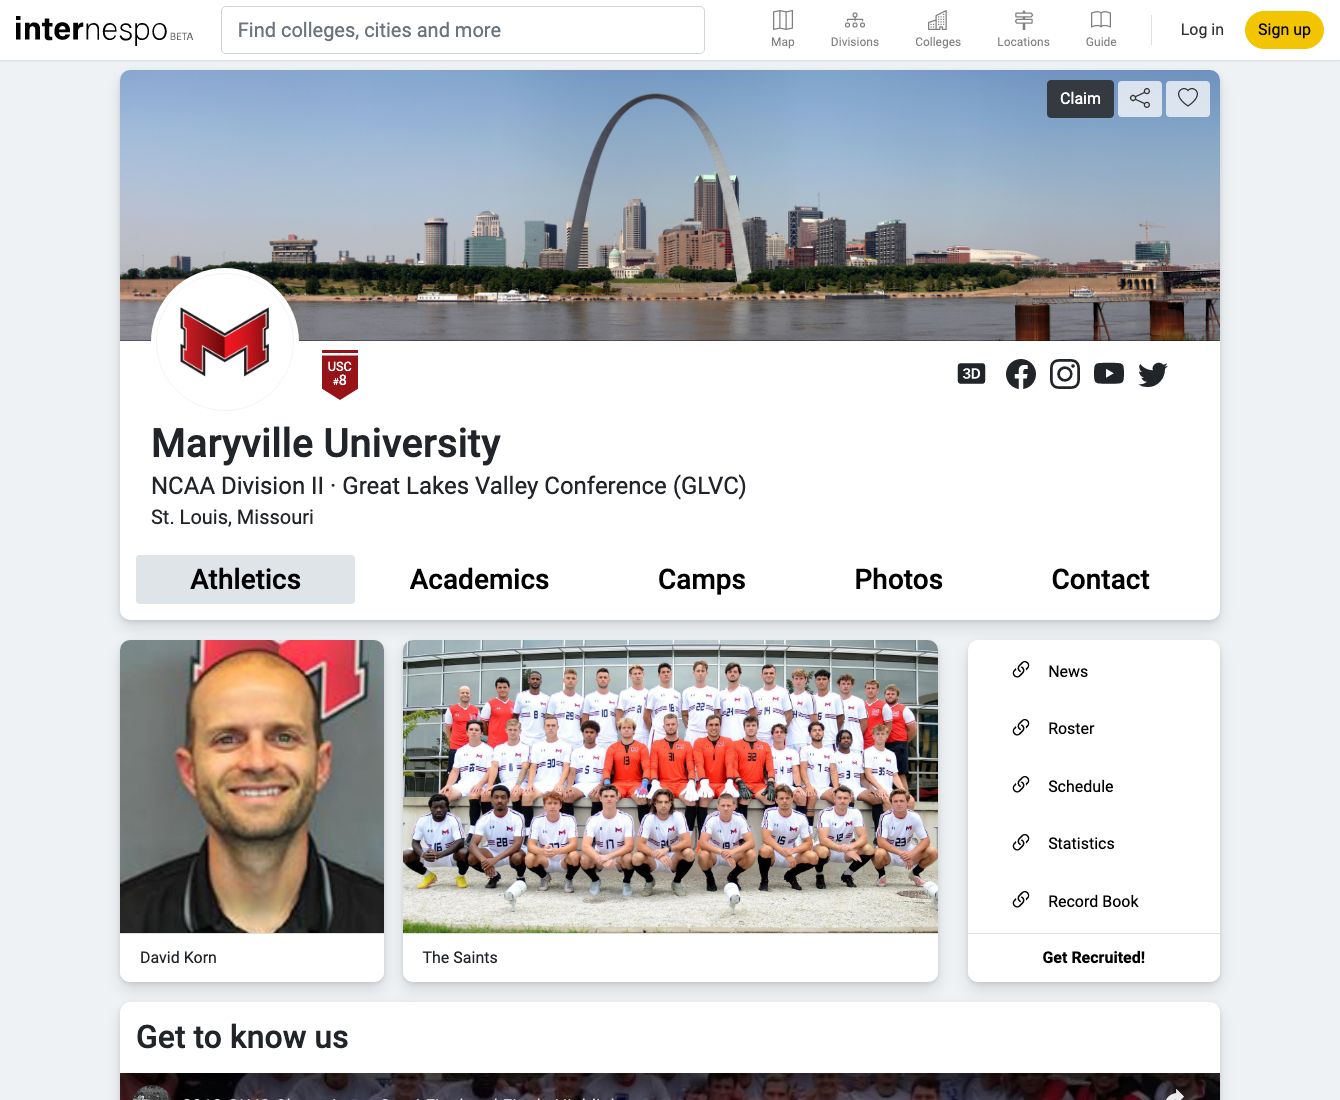 internespo BETA
Find colleges, cities and more
Map
Divisions
Colleges
Locations
Guide
Log in
Sign up
Claim
M
USC
#8
3D
Maryville University
NCAA Division II · Great Lakes Valley Conference (GLVC)
St. Louis, Missouri
Athletics
Academics
Camps
Photos
Contact
David Korn
The Saints
News
Roster
Schedule
Statistics
Record Book
Get Recruited!
Get to know us